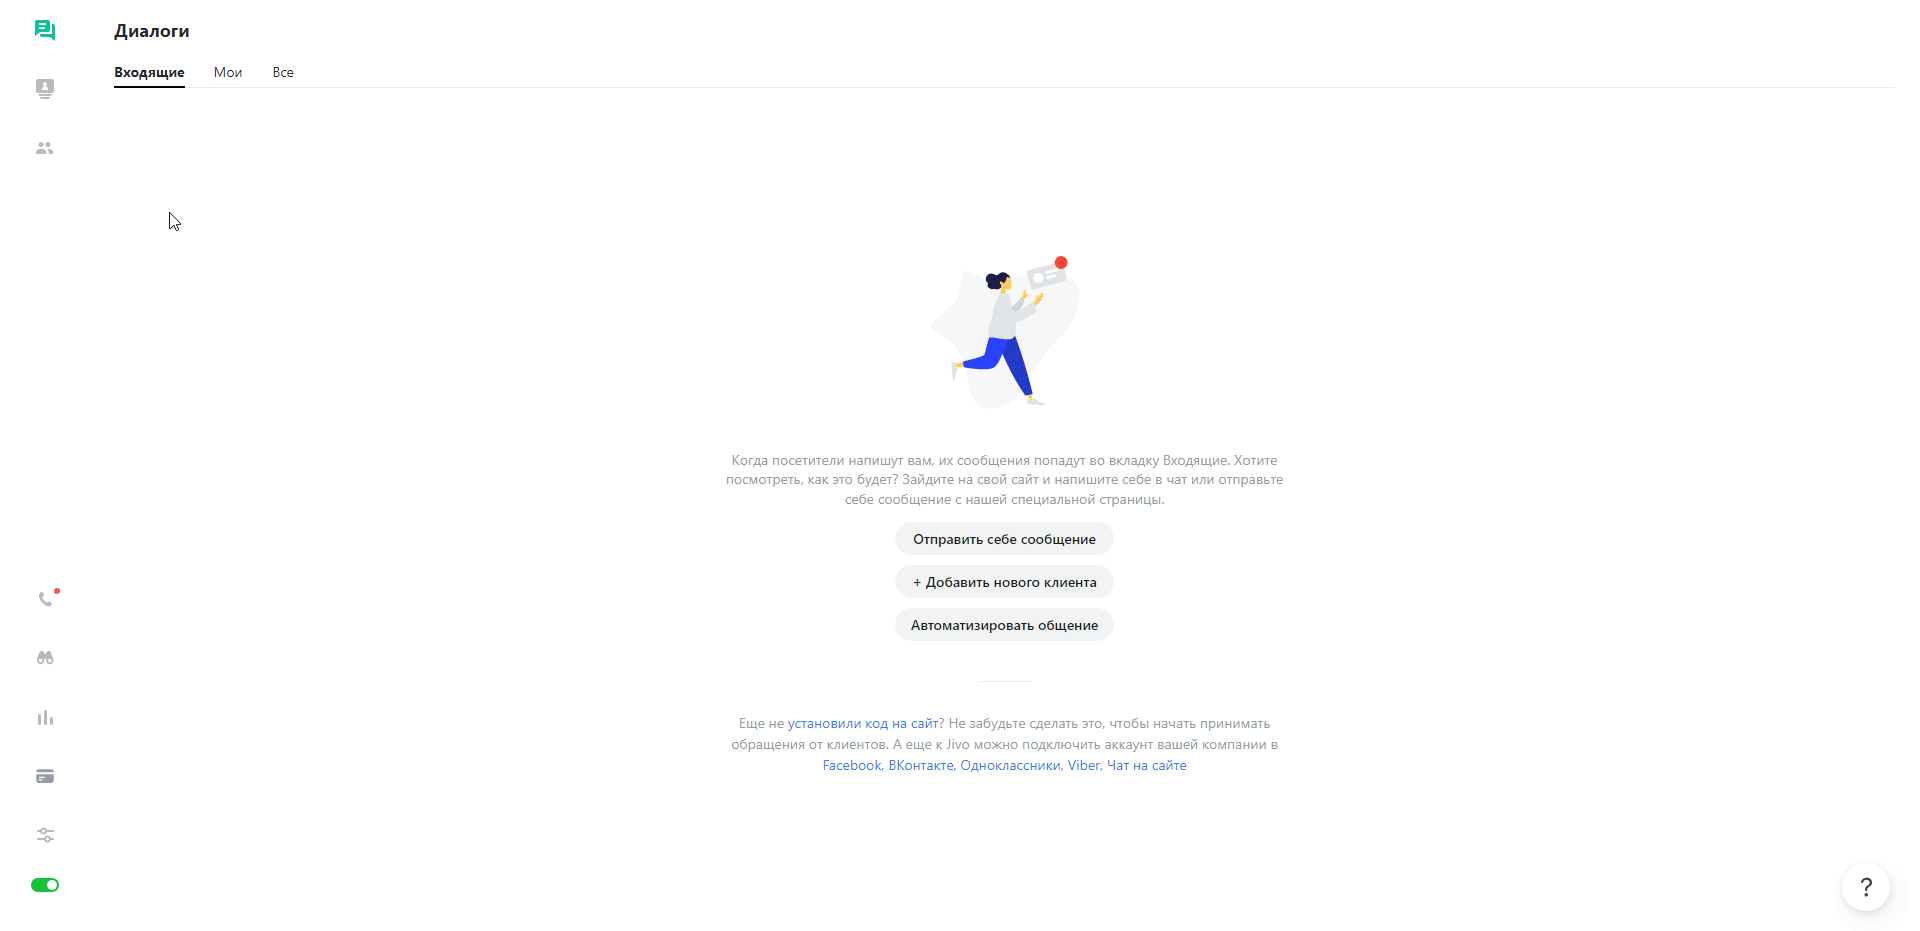 Диалоги
Входящие Мои Все
Когда посетители напишут вам, их сообщения попадут во вкладку Входящие. Хотите
посмотреть, как это будет? Зайдите на свой сайт и напишите себе в чат или отправьте
себе сообщение с нашей специальной страницы.
Отправить себе сообщение
+ Добавить нового клиента
Автоматизировать общение
Еще не установили код на сайт? Не забудьте сделать это, чтобы начать принимать
обращения от клиентов. А еще к Jivo можно подключить аккаунт вашей компании в
Facebook, ВКонтакте, Одноклассники, Viber, Чат на сайте
?